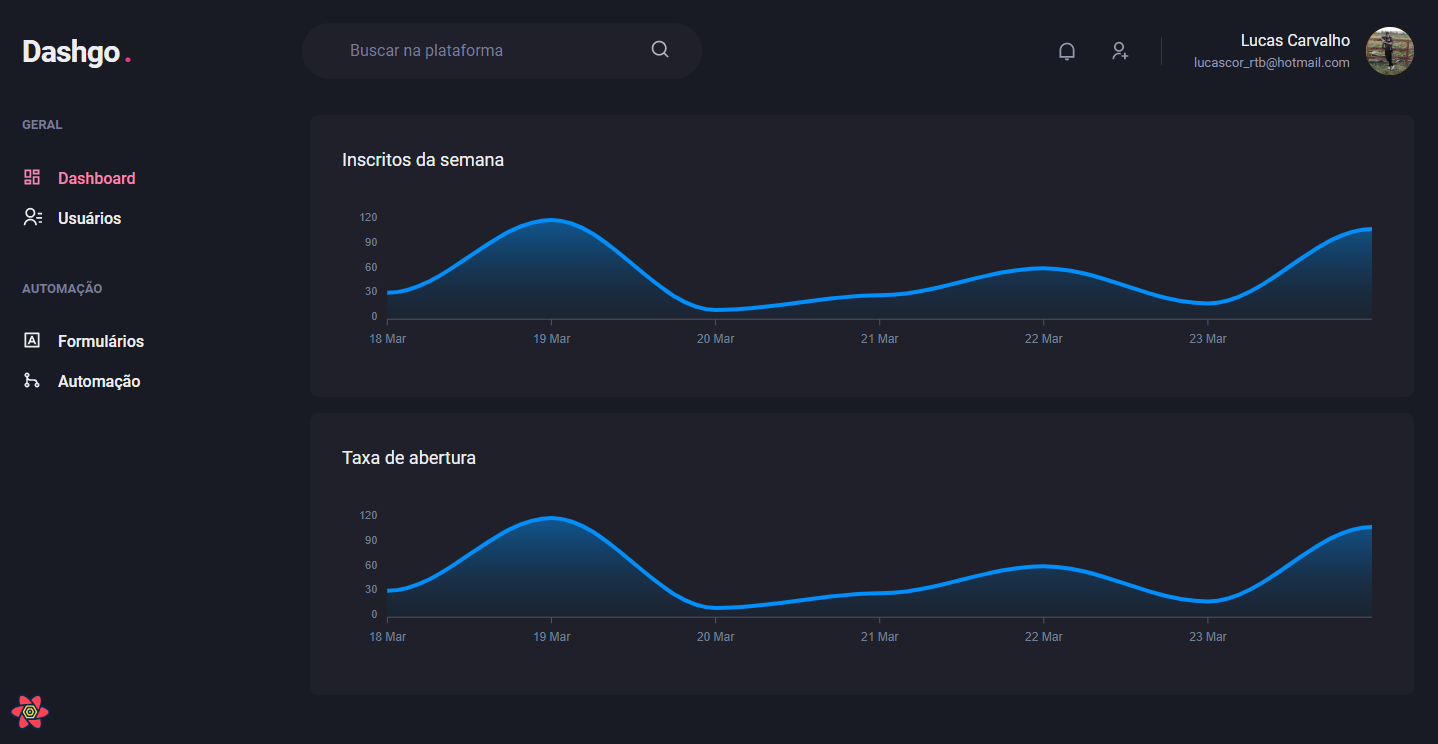 Dashgo.
Buscar na plataforma
Lucas Carvalho
lucascor_rtb@hotmail.com
GERAL
Dashboard
Usuários
AUTOMAÇÃO
Formulários
Automação
Inscritos da semana
120
90
60
30
0
18 Mar 19 Mar 20 Mar 21 Mar 22 Mar 23 Mar
Taxa de abertura
120
90
60
30
0
18 Mar 19 Mar 20 Mar 21 Mar 22 Mar 23 Mar